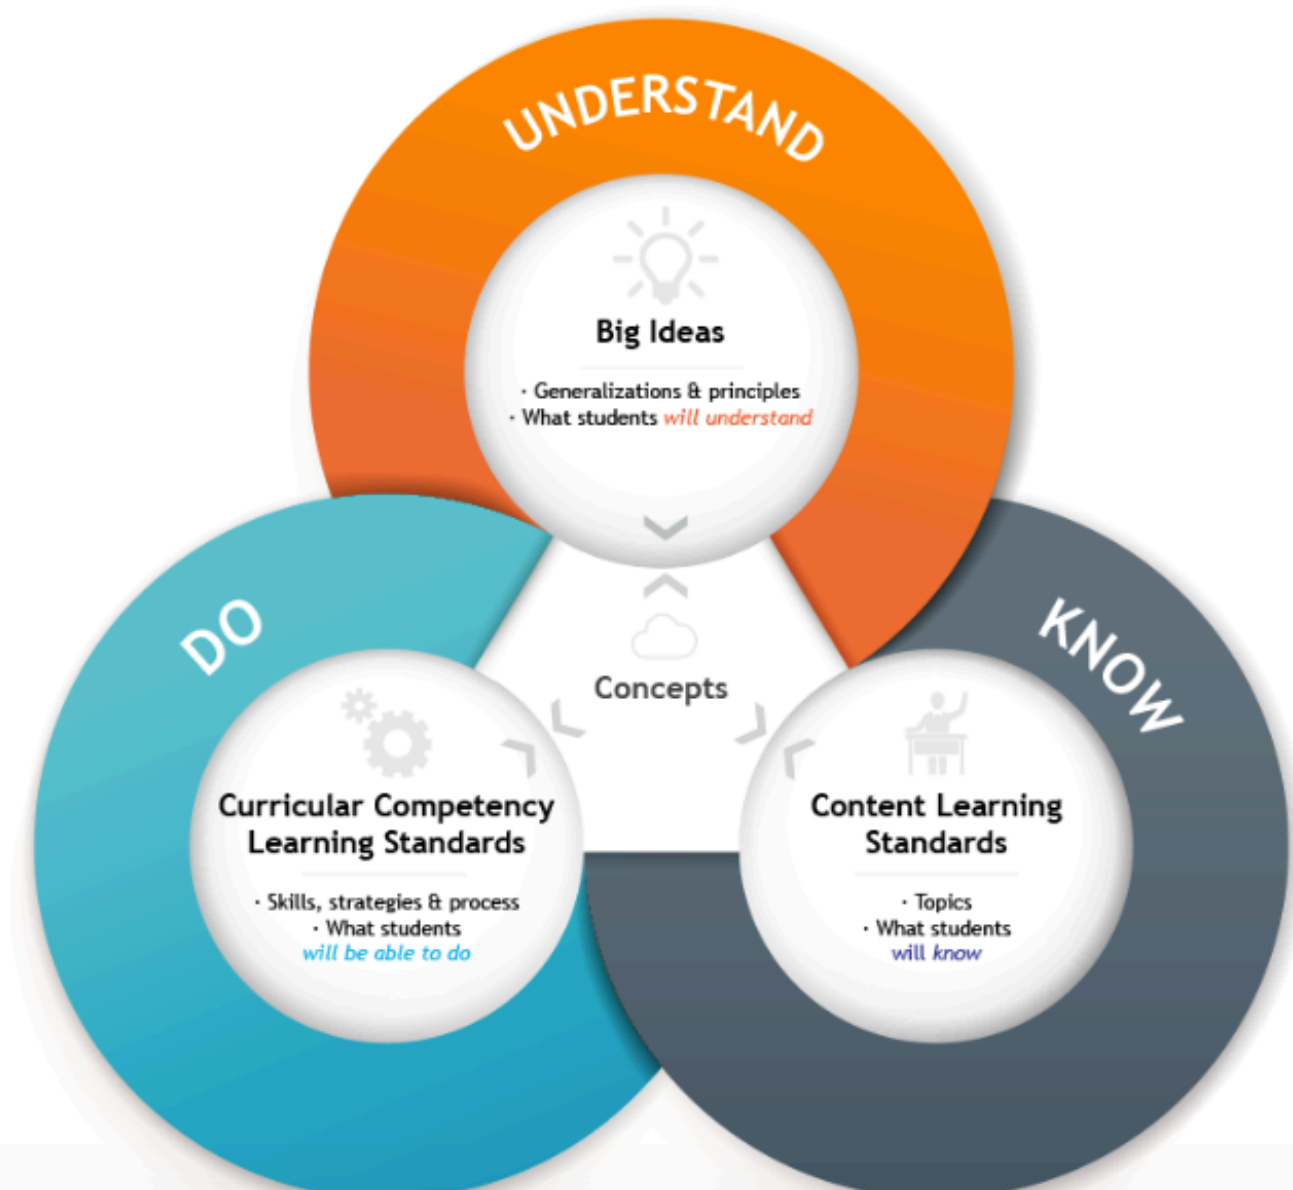 UNDERSTAND
Big Ideas
· Generalizations & principles
· What students will understand
DO
KNOW
Concepts
Curricular Competency
Learning Standards
· Skills, strategies & process
· What students
will be able to do
Content Learning
Standards
· Topics
· What students
will know